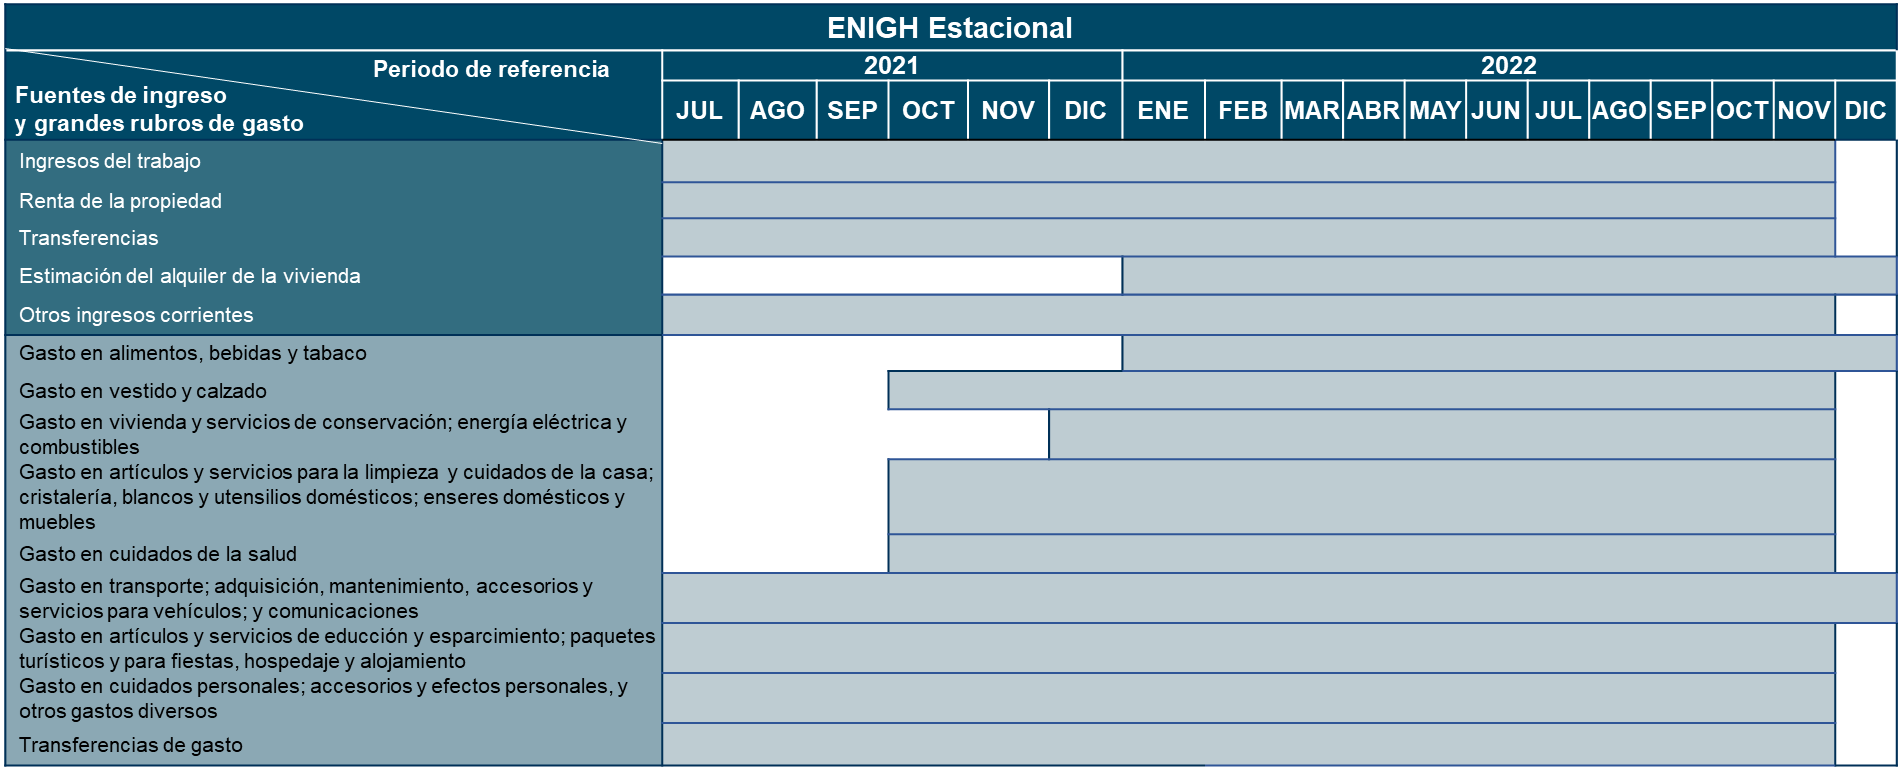 ENIGH Estacional
Periodo de referencia
Fuentes de ingreso
y grandes rubros de gasto
2021 2022
JUL AGO SEP OCT NOV DIC ENE FEB MAR ABR MAY JUN JUL AGO SEP OCT NOV DIC
Ingresos del trabajo
Renta de la propiedad
Transferencias
Estimación del alquiler de la vivienda
Otros ingresos corrientes
Gasto en alimentos, bebidas y tabaco
Gasto en vestido y calzado
Gasto en vivienda y servicios de conservación; energía eléctrica y
combustibles
Gasto en artículos y servicios para la limpieza y cuidados de la casa;
cristalería, blancos y utensilios domésticos; enseres domésticos y
muebles
Gasto en cuidados de la salud
Gasto en transporte; adquisición, mantenimiento, accesorios y
servicios para vehículos; y comunicaciones
Gasto en artículos y servicios de educción y esparcimiento; paquetes
turísticos y para fiestas, hospedaje y alojamiento
Gasto en cuidados personales; accesorios y efectos personales, y
otros gastos diversos
Transferencias de gasto